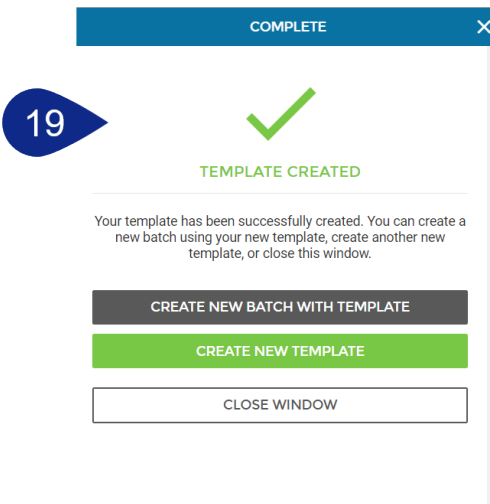 COMPLETE
19
TEMPLATE CREATED
Your template has been successfully created. You can create a
new batch using your new template, create another new
template, or close this window.
CREATE NEW BATCH WITH TEMPLATE
CREATE NEW TEMPLATE
CLOSE WINDOW